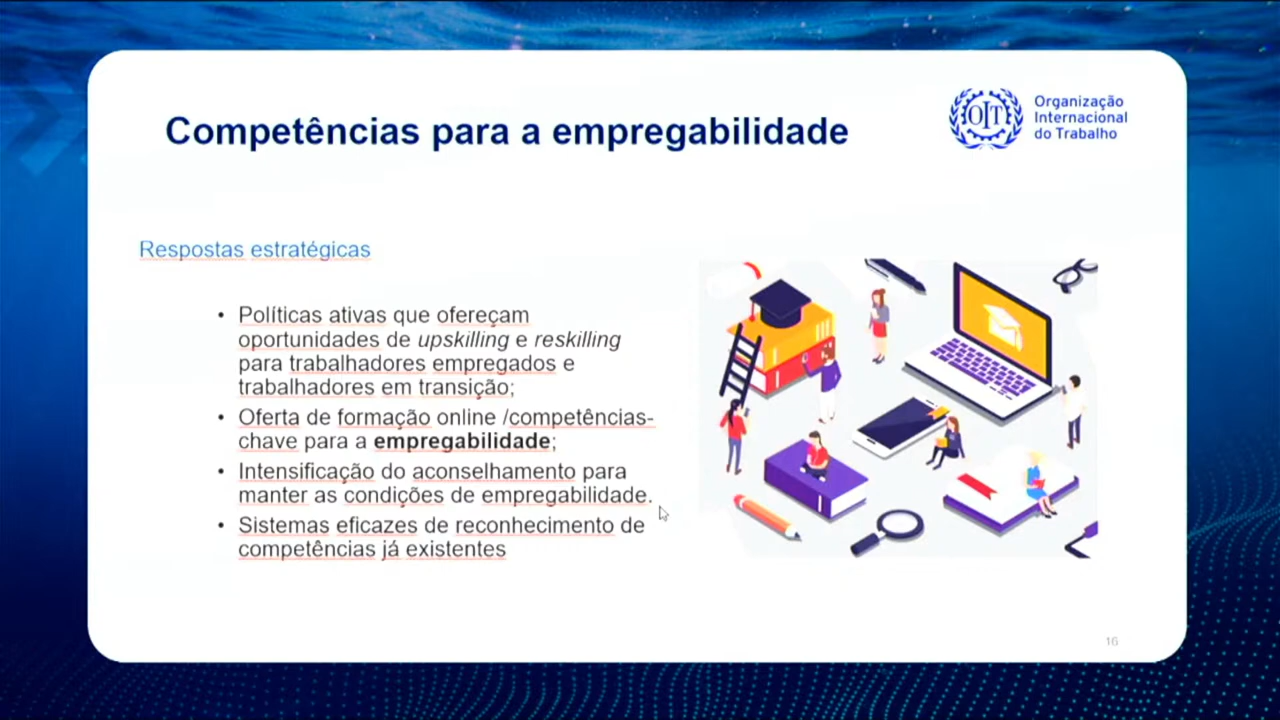 Competências para a empregabilidade
OIT
Organização
Internacional
do Trabalho
Respostas estratégicas
• Políticas ativas que ofereçam
oportunidades de upskilling e reskilling
para trabalhadores empregados e
trabalhadores em transição;
• Oferta de formação online /competências-
chave para a empregabilidade;
• Intensificação do aconselhamento para
manter as condições de empregabilidade.
• Sistemas eficazes de reconhecimento de
competências já existentes
16